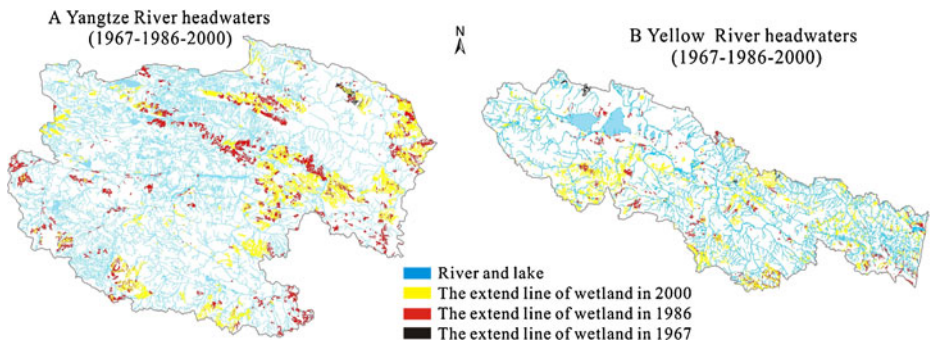 A Yangtze River headwaters
(1967-1986-2000)
N
B Yellow River headwaters
(1967-1986-2000)
River and lake
The extend line of wetland in 2000
The extend line of wetland in 1986
The extend line of wetland in 1967